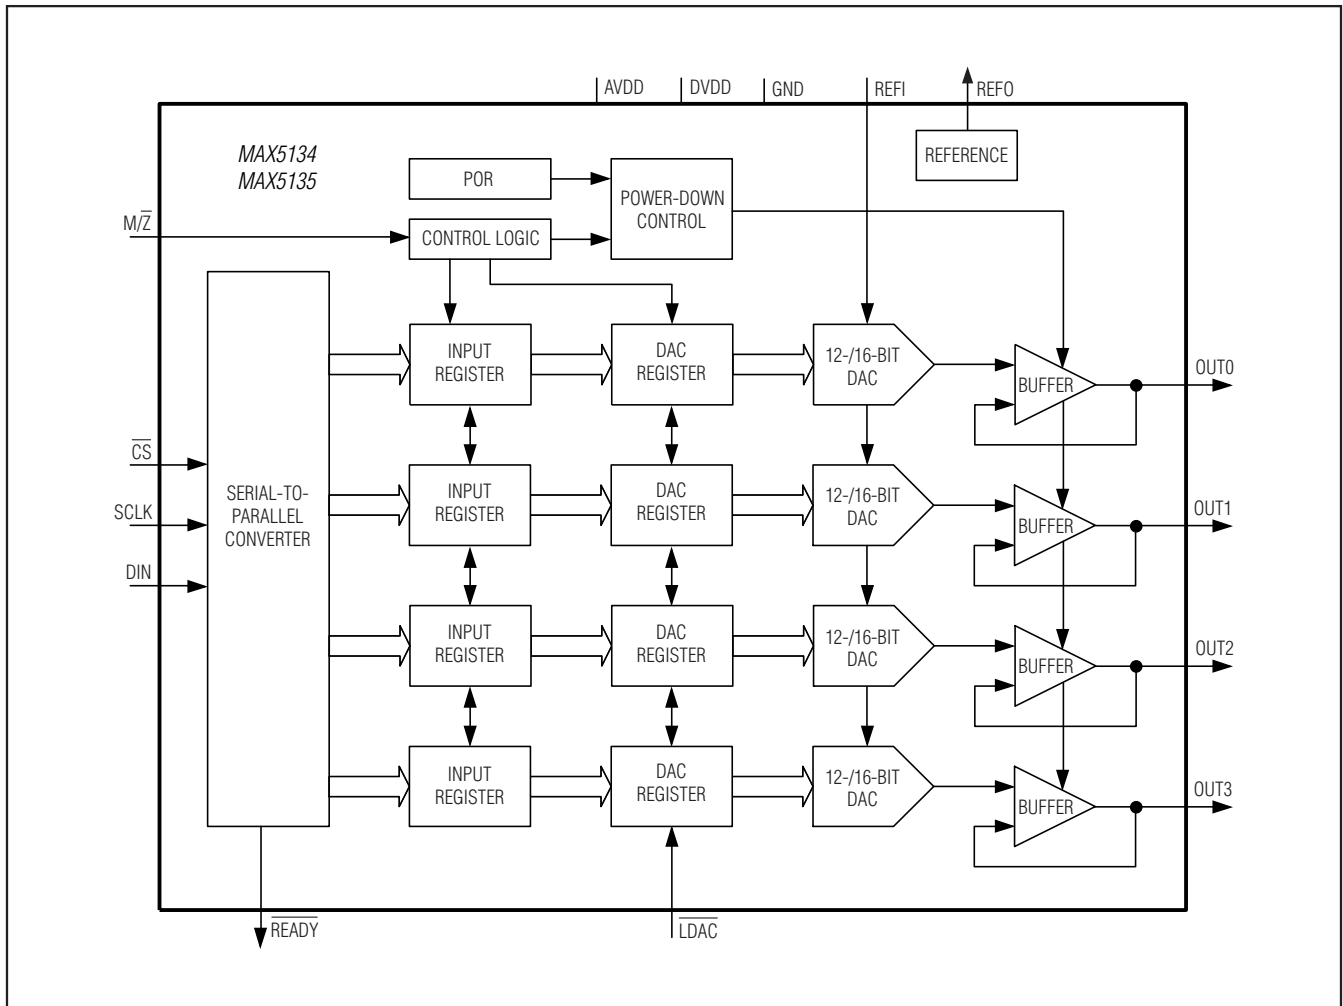 AVDD
DVDD
GND
REFI
REFO
MAX5134
MAX5135
REFERENCE
POR
POWER-DOWN
CONTROL
M/Z̅
CONTROL LOGIC
INPUT
REGISTER
DAC
REGISTER
12-/16-BIT
DAC
BUFFER
OUT0
C̅S̅
SCLK
DIN
SERIAL-TO-
PARALLEL
CONVERTER
INPUT
REGISTER
DAC
REGISTER
12-/16-BIT
DAC
BUFFER
OUT1
INPUT
REGISTER
DAC
REGISTER
12-/16-BIT
DAC
BUFFER
OUT2
INPUT
REGISTER
DAC
REGISTER
12-/16-BIT
DAC
BUFFER
OUT3
R̅E̅A̅D̅Y̅
L̅D̅A̅C̅